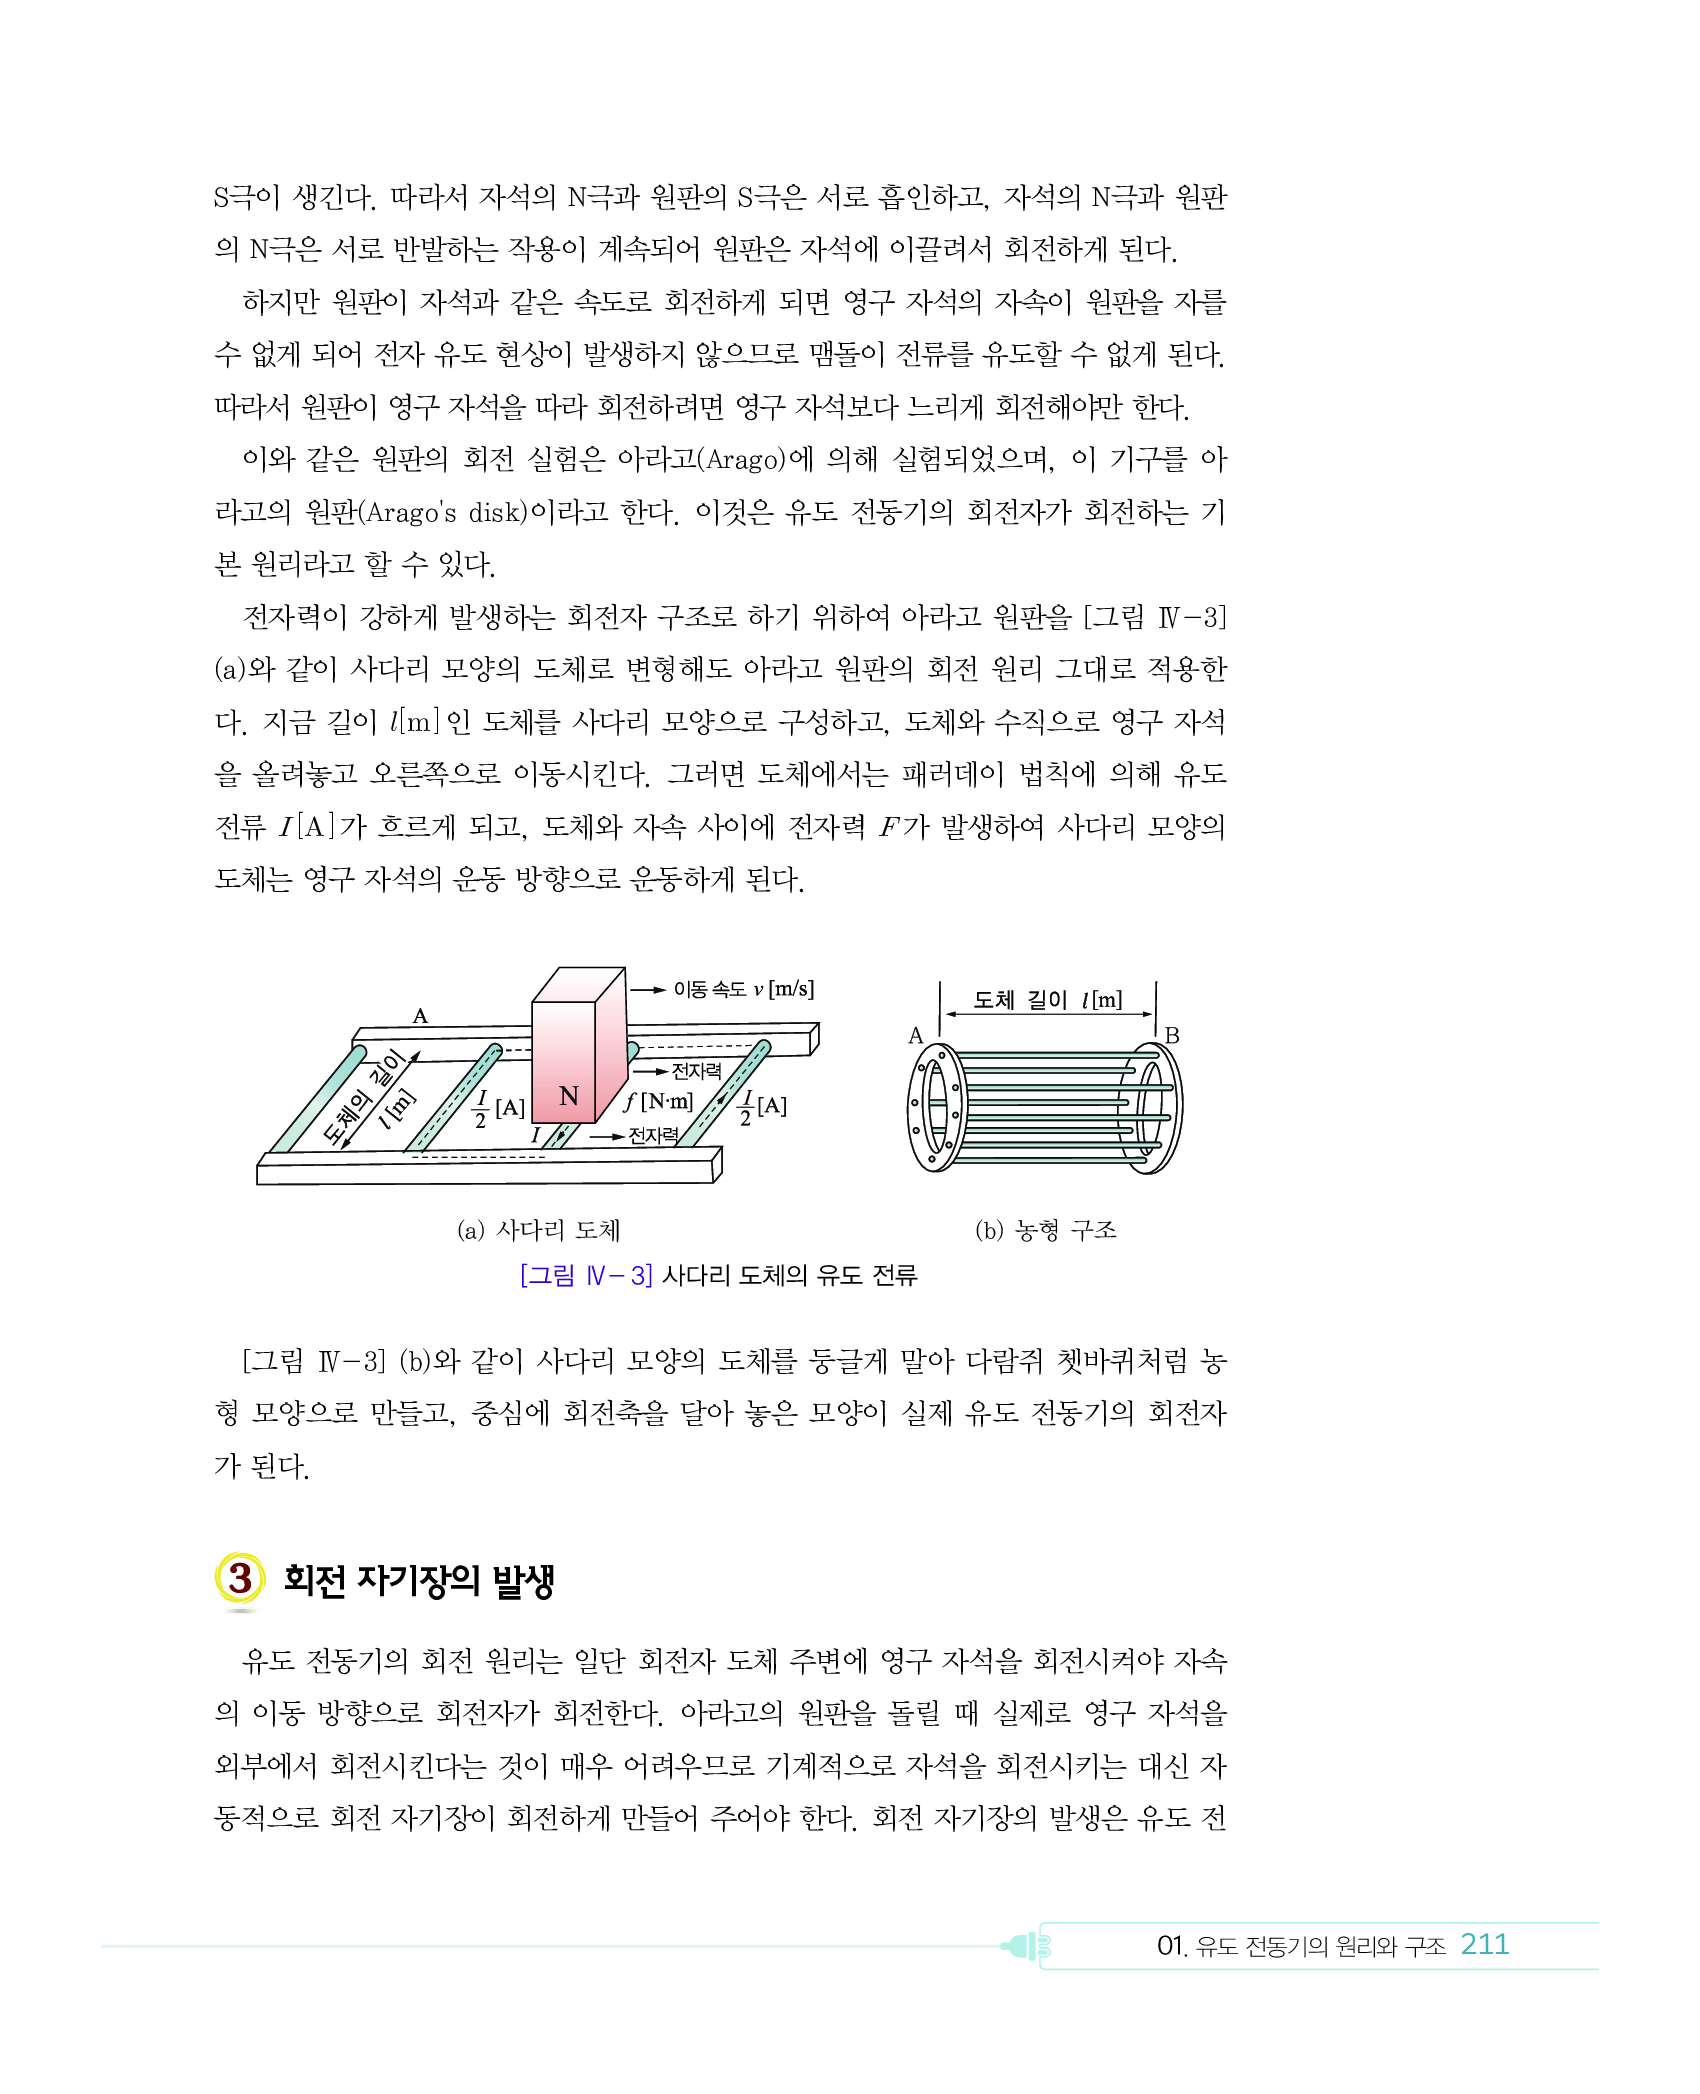 S극이 생긴다. 따라서 자석의 N극과 원판의 S극은 서로 흡인하고, 자석의 N극과 원판
의 N극은 서로 반발하는 작용이 계속되어 원판은 자석에 이끌려서 회전하게 된다.
하지만 원판이 자석과 같은 속도로 회전하게 되면 영구 자석의 자속이 원판을 자를
수 없게 되어 전자 유도 현상이 발생하지 않으므로 맴돌이 전류를 유도할 수 없게 된다.
따라서 원판이 영구 자석을 따라 회전하려면 영구 자석보다 느리게 회전해야만 한다.
이와 같은 원판의 회전 실험은 아라고(Arago)에 의해 실험되었으며, 이 기구를 아
라고의 원판(Arago's disk)이라고 한다. 이것은 유도 전동기의 회전자가 회전하는 기
본 원리라고 할 수 있다.
전자력이 강하게 발생하는 회전자 구조로 하기 위하여 아라고 원판을 [그림 Ⅳ-3]
(a)와 같이 사다리 모양의 도체로 변형해도 아라고 원판의 회전 원리 그대로 적용한
다. 지금 길이 l[m]인 도체를 사다리 모양으로 구성하고, 도체와 수직으로 영구 자석
을 올려놓고 오른쪽으로 이동시킨다. 그러면 도체에서는 패러데이 법칙에 의해 유도
전류 I[A]가 흐르게 되고, 도체와 자속 사이에 전자력 F가 발생하여 사다리 모양의
도체는 영구 자석의 운동 방향으로 운동하게 된다.
이동 속도 v [m/s]
A
도체의 길이
l [m]
I/2 [A]
N
전자력
f [N·m]
I/2 [A]
I
전자력
도체 길이 l[m]
A
B
(a) 사다리 도체
(b) 농형 구조
[그림 Ⅳ-3] 사다리 도체의 유도 전류
[그림 Ⅳ-3] (b)와 같이 사다리 모양의 도체를 둥글게 말아 다람쥐 쳇바퀴처럼 농
형 모양으로 만들고, 중심에 회전축을 달아 놓은 모양이 실제 유도 전동기의 회전자
가 된다.
3 회전 자기장의 발생
유도 전동기의 회전 원리는 일단 회전자 도체 주변에 영구 자석을 회전시켜야 자속
의 이동 방향으로 회전자가 회전한다. 아라고의 원판을 돌릴 때 실제로 영구 자석을
외부에서 회전시킨다는 것이 매우 어려우므로 기계적으로 자석을 회전시키는 대신 자
동적으로 회전 자기장이 회전하게 만들어 주어야 한다. 회전 자기장의 발생은 유도 전
01. 유도 전동기의 원리와 구조 211